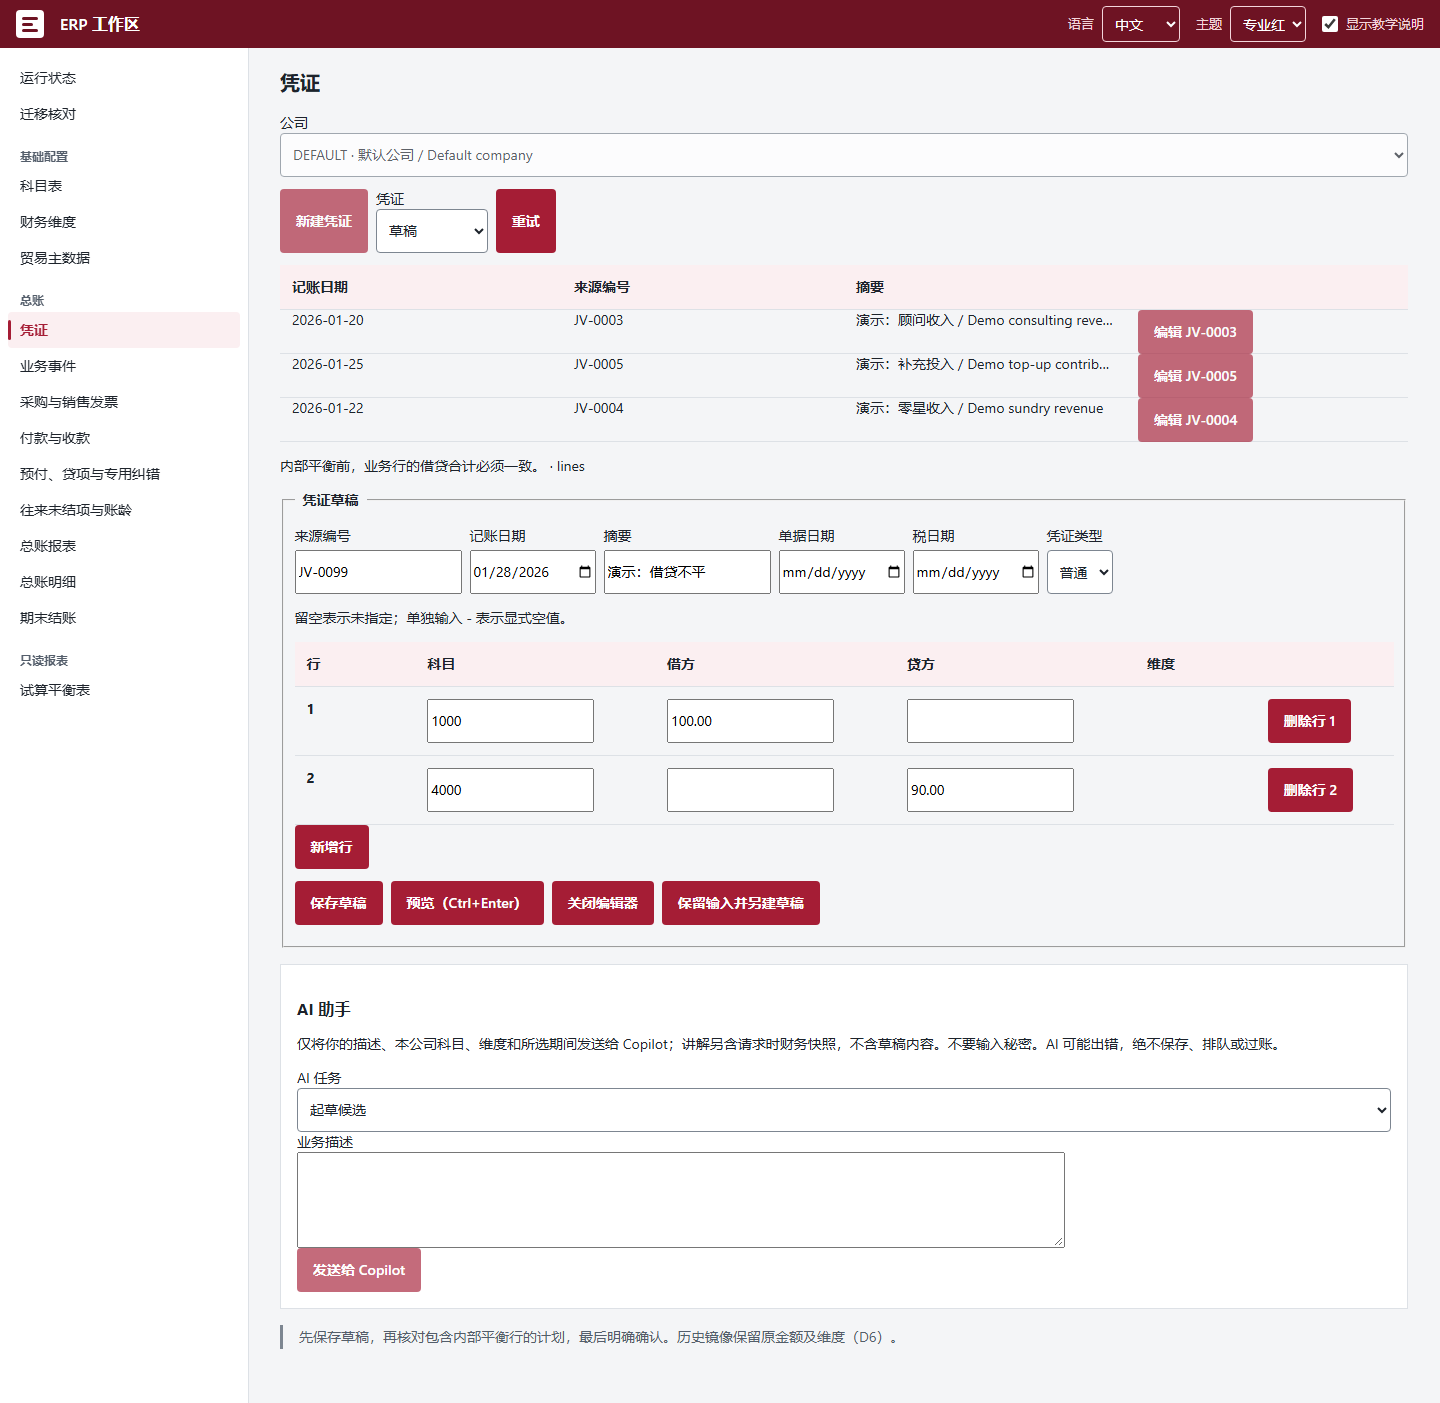 ERP 工作区
语言 中文 主题 专业红 显示教学说明
运行状态
迁移核对
基础配置
科目表
财务维度
贸易主数据
总账
凭证
业务事件
采购与销售发票
付款与收款
预付、贷项与专用纠错
往来未结项与账龄
总账报表
总账明细
期末结账
只读报表
试算平衡表
凭证
公司
DEFAULT · 默认公司 / Default company
新建凭证
凭证
草稿
重试
记账日期 来源编号 摘要
2026-01-20 JV-0003 演示：顾问收入 / Demo consulting reve... 编辑 JV-0003
2026-01-25 JV-0005 演示：补充投入 / Demo top-up contrib... 编辑 JV-0005
2026-01-22 JV-0004 演示：零星收入 / Demo sundry revenue 编辑 JV-0004
内部平衡前，业务行的借贷合计必须一致。 · lines
凭证草稿
来源编号 记账日期 摘要 单据日期 税日期 凭证类型
JV-0099 01/28/2026 演示：借贷不平 mm/dd/yyyy mm/dd/yyyy 普通
留空表示未指定；单独输入 - 表示显式空值。
行 科目 借方 贷方 维度
1 1000 100.00 删除行 1
2 4000 90.00 删除行 2
新增行
保存草稿 预览（Ctrl+Enter） 关闭编辑器 保留输入并另建草稿
AI 助手
仅将你的描述、本公司科目、维度和所选期间发送给 Copilot；讲解另含请求时财务快照，不含草稿内容。不要输入秘密。AI 可能出错，绝不保存、排队或过账。
AI 任务
起草候选
业务描述
发送给 Copilot
先保存草稿，再核对包含内部平衡行的计划，最后明确确认。历史镜像保留原金额及维度（D6）。